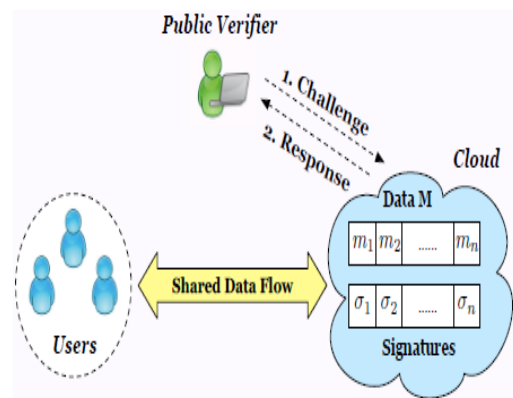 Public Verifier
1. Challenge
2. Response
Cloud
Data M
m₁ m₂ ...... mₙ
Shared Data Flow
σ₁ σ₂ ...... σₙ
Users
Signatures